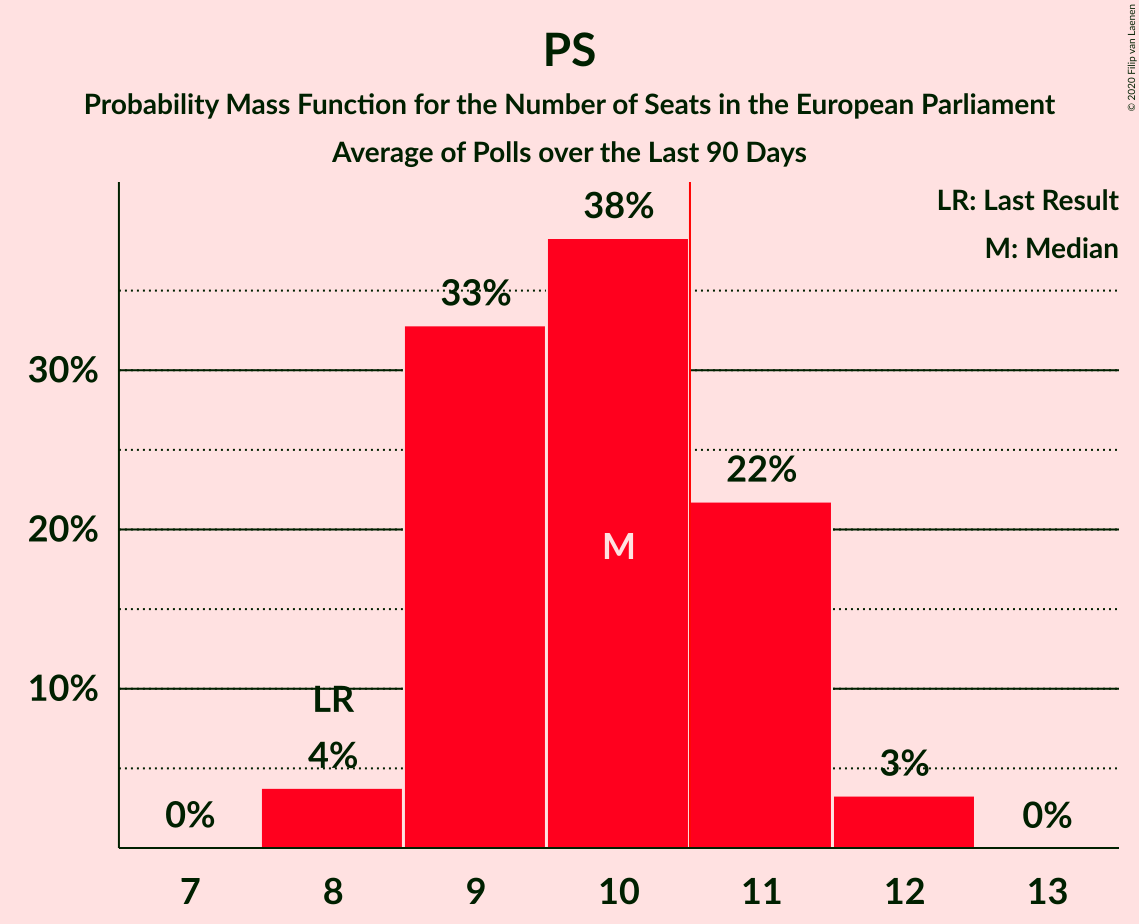 PS
Probability Mass Function for the Number of Seats in the European Parliament
Average of Polls over the Last 90 Days
© 2020 Filip van Laenen
LR: Last Result
M: Median
38%
33%
30%
22%
20%
M
10%
LR
4%
3%
0%
0%
7 8 9 10 11 12 13